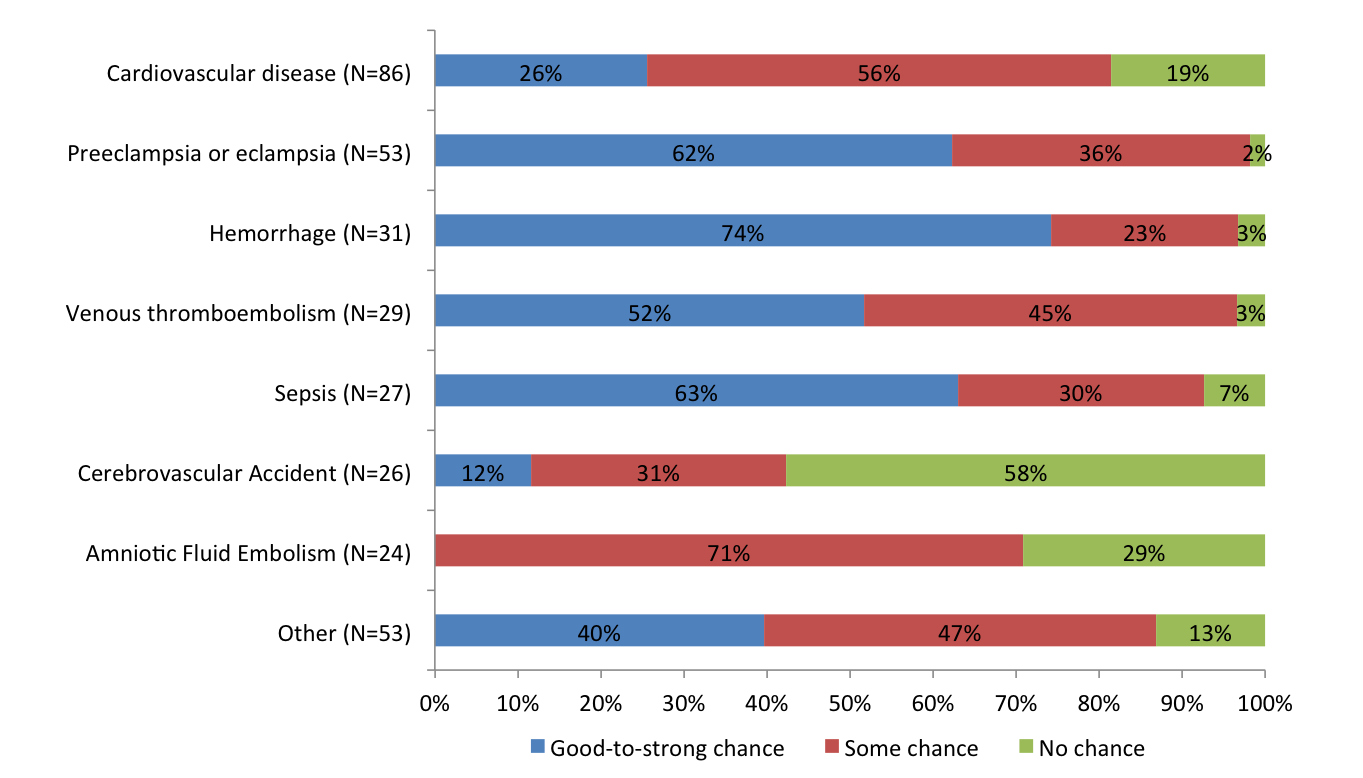 Cardiovascular disease (N=86) 26% 56% 19%
Preeclampsia or eclampsia (N=53) 62% 36% 2%
Hemorrhage (N=31) 74% 23% 3%
Venous thromboembolism (N=29) 52% 45% 3%
Sepsis (N=27) 63% 30% 7%
Cerebrovascular Accident (N=26) 12% 31% 58%
Amniotic Fluid Embolism (N=24) 71% 29%
Other (N=53) 40% 47% 13%
0% 10% 20% 30% 40% 50% 60% 70% 80% 90% 100%
Good-to-strong chance Some chance No chance